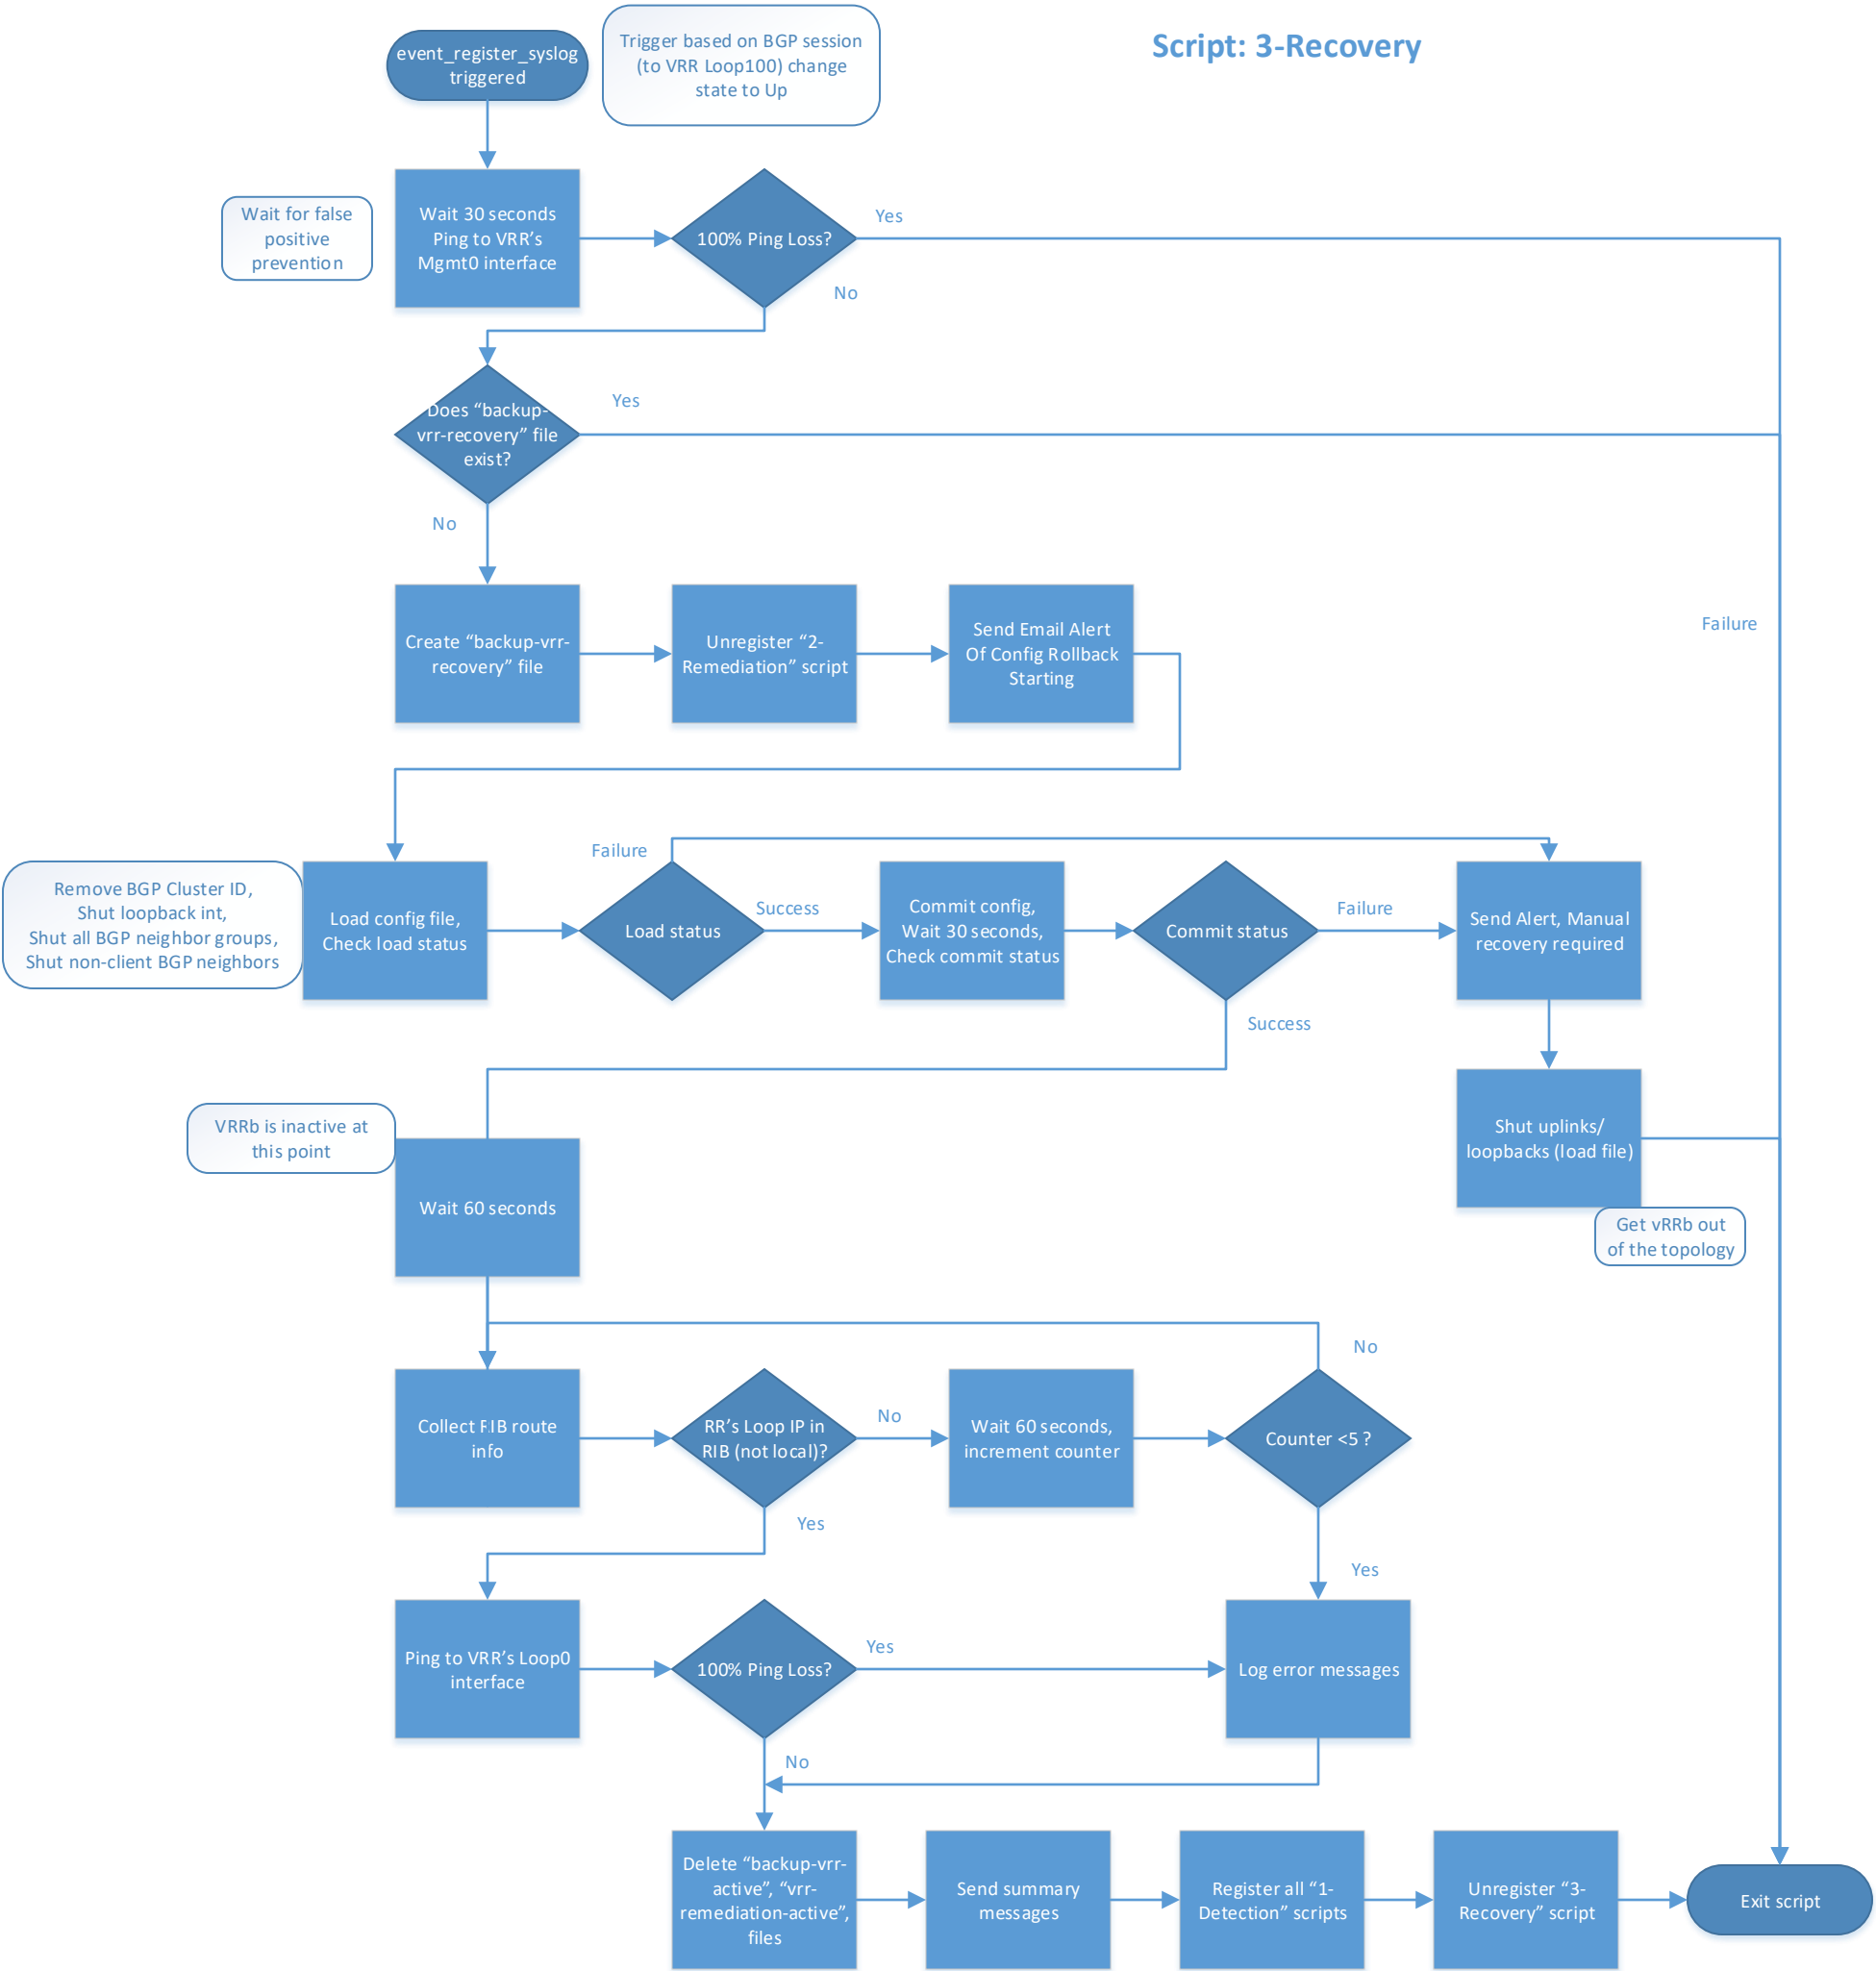 Script: 3-Recovery
event_register_syslog
triggered
Trigger based on BGP session
(to VRR Loop100) change
state to Up
Wait for false
positive
prevention
Wait 30 seconds
Ping to VRR’s
Mgmt0 interface
100% Ping Loss?
Yes
No
Does “backup-
vrr-recovery” file
exist?
Yes
No
Create “backup-vrr-
recovery” file
Unregister “2-
Remediation” script
Send Email Alert
Of Config Rollback
Starting
Failure
Remove BGP Cluster ID,
Shut loopback int,
Shut all BGP neighbor groups,
Shut non-client BGP neighbors
Load config file,
Check load status
Failure
Load status
Success
Commit config,
Wait 30 seconds,
Check commit status
Commit status
Failure
Success
Send Alert, Manual
recovery required
VRRb is inactive at
this point
Wait 60 seconds
Shut uplinks/
loopbacks (load file)
Get vRRb out
of the topology
Collect RIB route
info
RR’s Loop IP in
RIB (not local)?
No
Yes
Wait 60 seconds,
increment counter
Counter <5 ?
No
Yes
Ping to VRR’s Loop0
interface
100% Ping Loss?
Yes
No
Log error messages
Delete “backup-vrr-
active”, “vrr-
remediation-active”,
files
Send summary
messages
Register all “1-
Detection” scripts
Unregister “3-
Recovery” script
Exit script